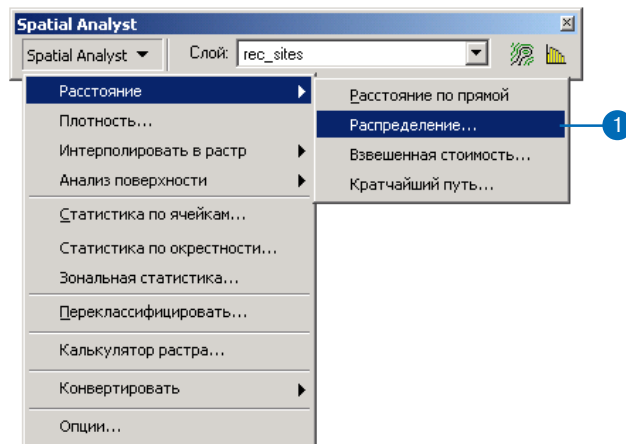 Spatial Analyst
Spatial Analyst
Слой: rec_sites
Расстояние
Плотность...
Интерполировать в растр
Анализ поверхности
Статистика по ячейкам...
Статистика по окрестности...
Зональная статистика...
Переклассифицировать...
Калькулятор растра...
Конвертировать
Опции...
Расстояние по прямой
Распределение...
Взвешенная стоимость...
Кратчайший путь...
1